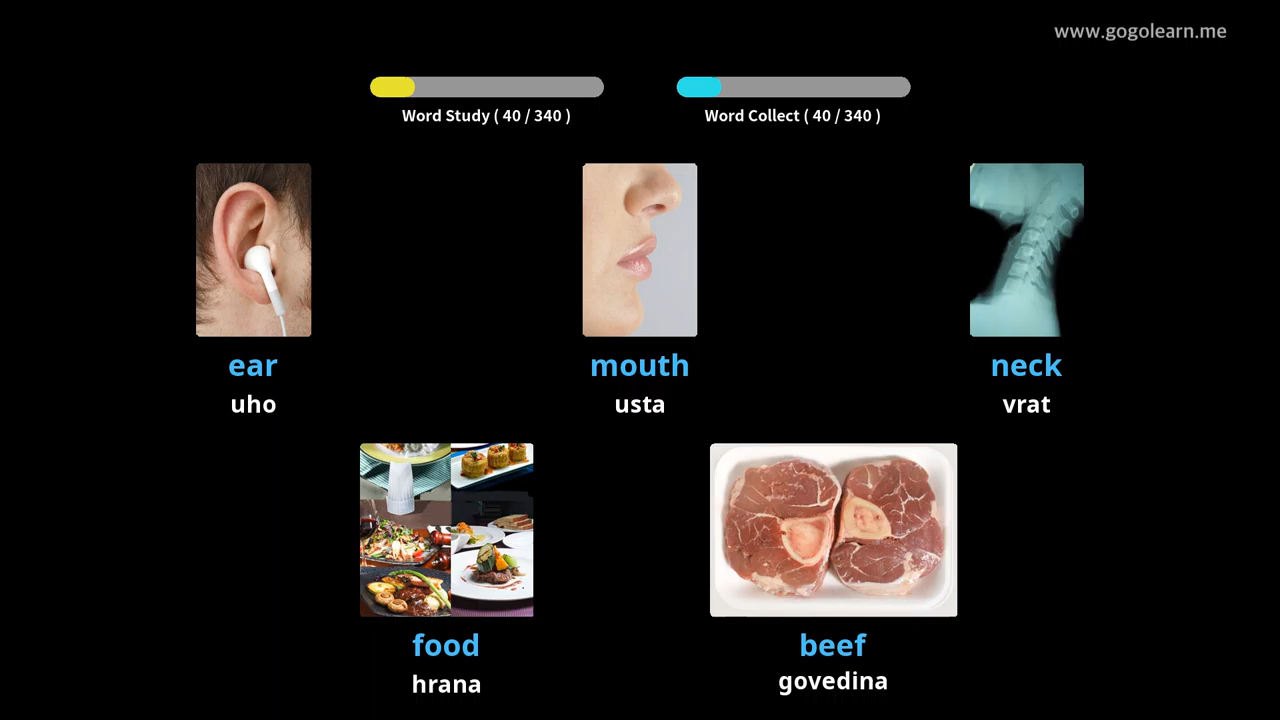 www.gogolearn.me
Word Study ( 40 / 340 )
Word Collect ( 40 / 340 )
ear
uho
mouth
usta
neck
vrat
food
hrana
beef
govedina